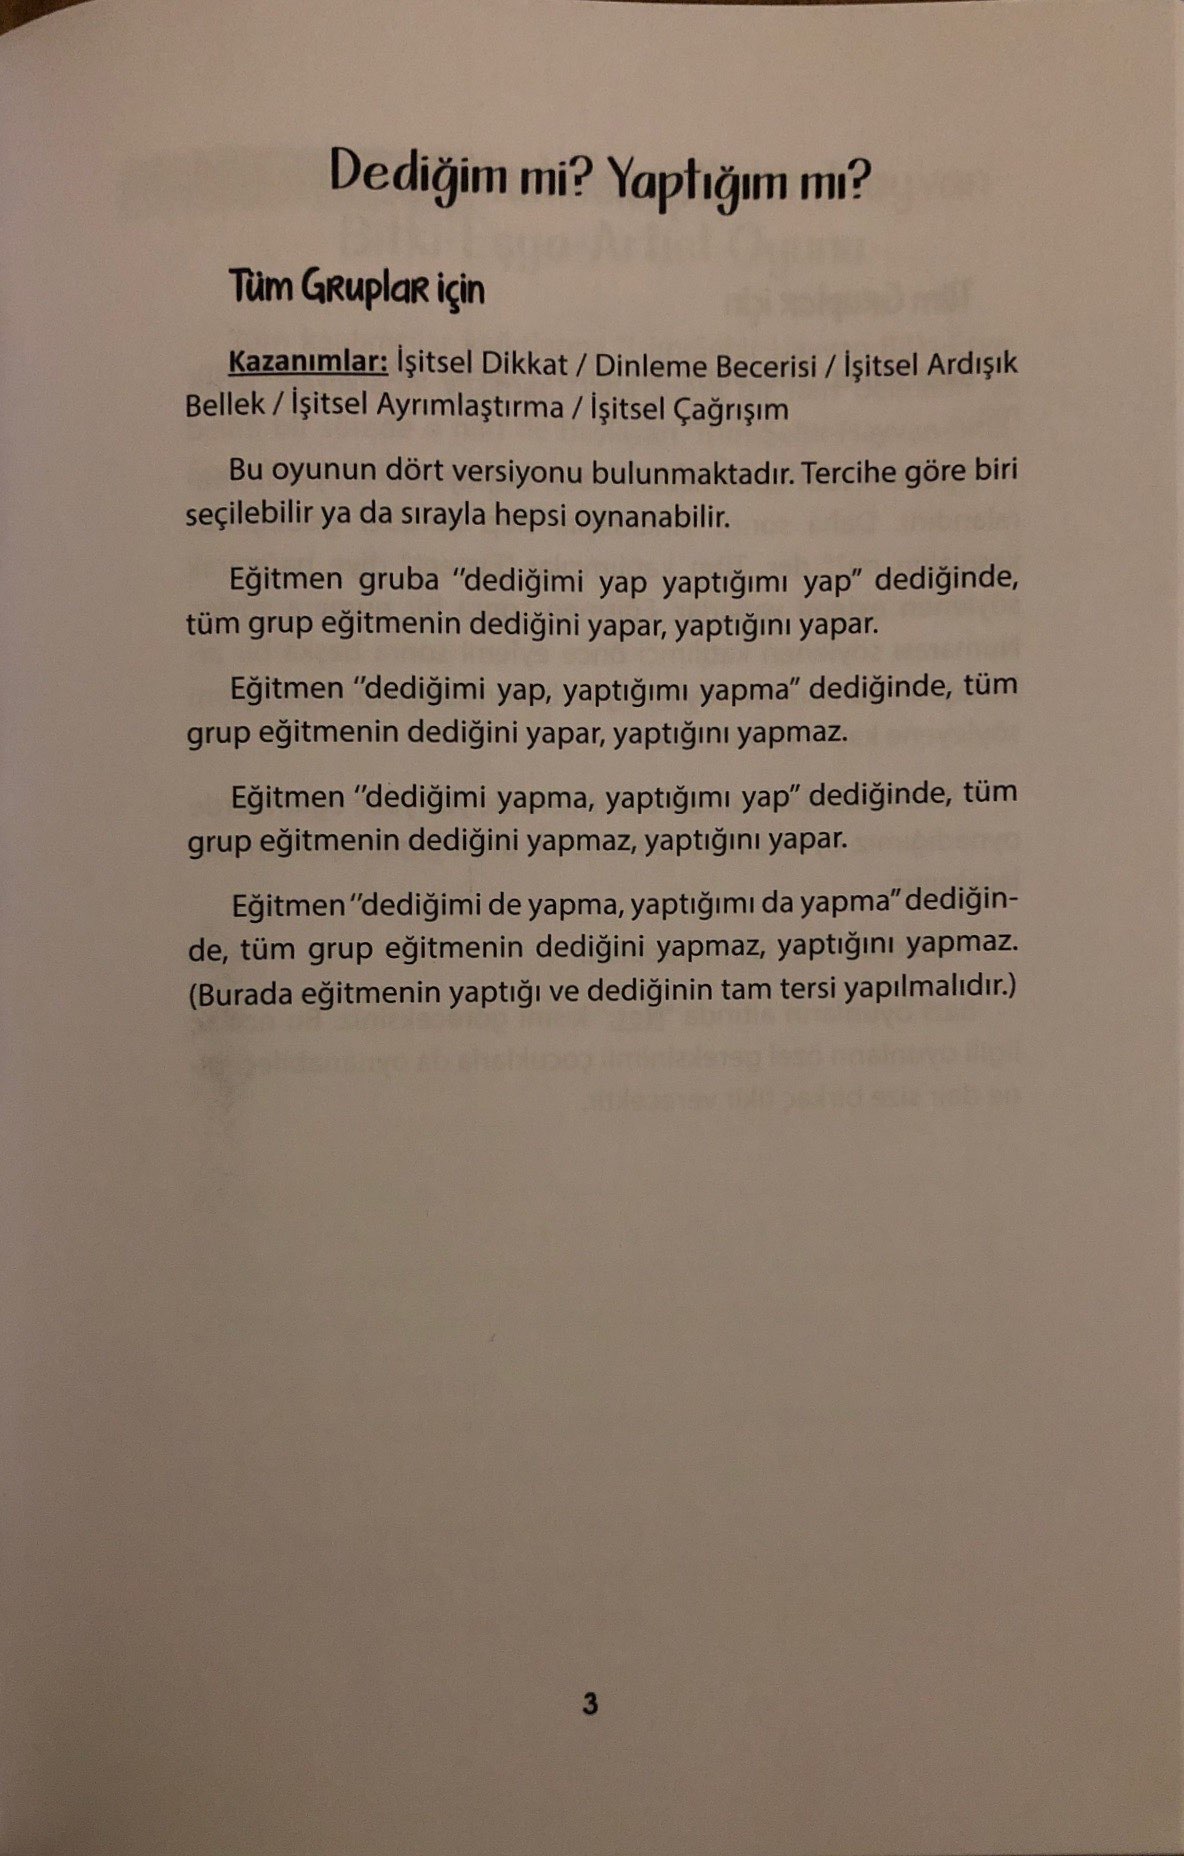 Dediğim mi? Yaptığım mı?
Tüm Gruplar için
Kazanımlar: İşitsel Dikkat / Dinleme Becerisi / İşitsel Ardışık
Bellek / İşitsel Ayrımlaştırma / İşitsel Çağrışım
Bu oyunun dört versiyonu bulunmaktadır. Tercihe göre biri
seçilebilir ya da sırayla hepsi oynanabilir.
Eğitmen gruba ‘’dediğimi yap yaptığımı yap” dediğinde,
tüm grup eğitmenin dediğini yapar, yaptığını yapar.
Eğitmen ‘’dediğimi yap, yaptığımı yapma” dediğinde, tüm
grup eğitmenin dediğini yapar, yaptığını yapmaz.
Eğitmen ‘’dediğimi yapma, yaptığımı yap” dediğinde, tüm
grup eğitmenin dediğini yapmaz, yaptığını yapar.
Eğitmen ‘’dediğimi de yapma, yaptığımı da yapma” dediğin-
de, tüm grup eğitmenin dediğini yapmaz, yaptığını yapmaz.
(Burada eğitmenin yaptığı ve dediğinin tam tersi yapılmalıdır.)
3